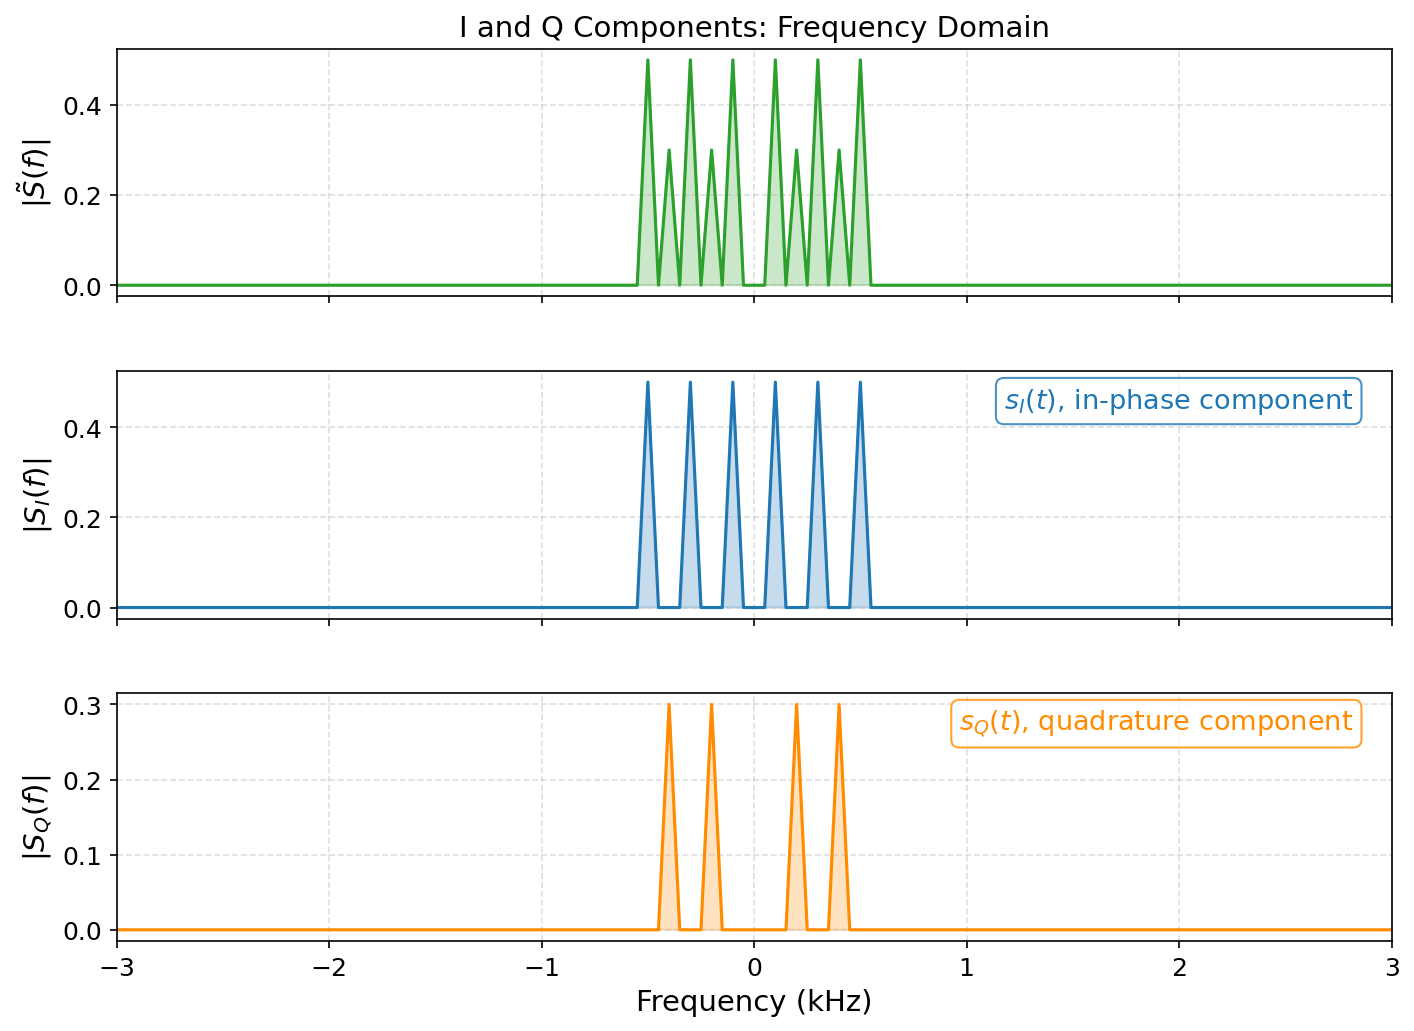 I and Q Components: Frequency Domain
|S̃(f)|
0.4
0.2
0.0
|S_I(f)|
0.4
0.2
0.0
s_I(t), in-phase component
|S_Q(f)|
0.3
0.2
0.1
0.0
s_Q(t), quadrature component
−3 −2 −1 0 1 2 3
Frequency (kHz)